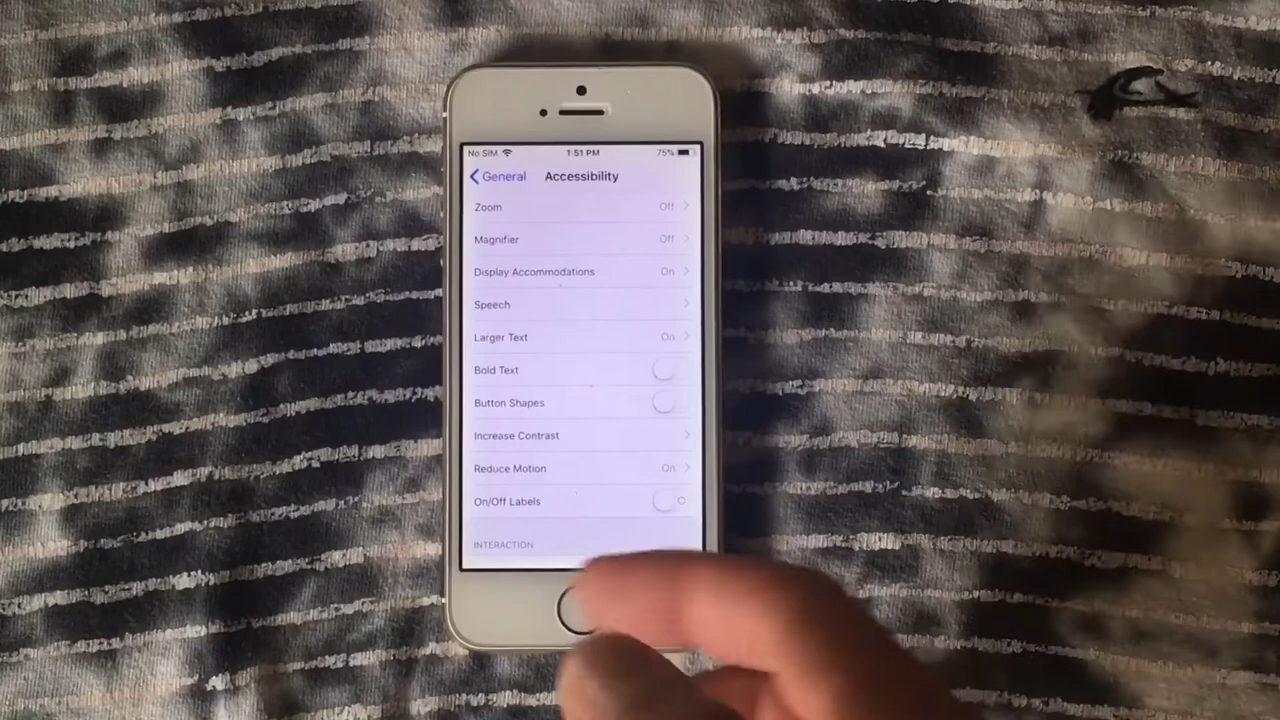 No SIM 1:51 PM 75%
General Accessibility
Zoom Off
Magnifier Off
Display Accommodations On
Speech
Larger Text On
Bold Text
Button Shapes
Increase Contrast
Reduce Motion On
On/Off Labels
INTERACTION